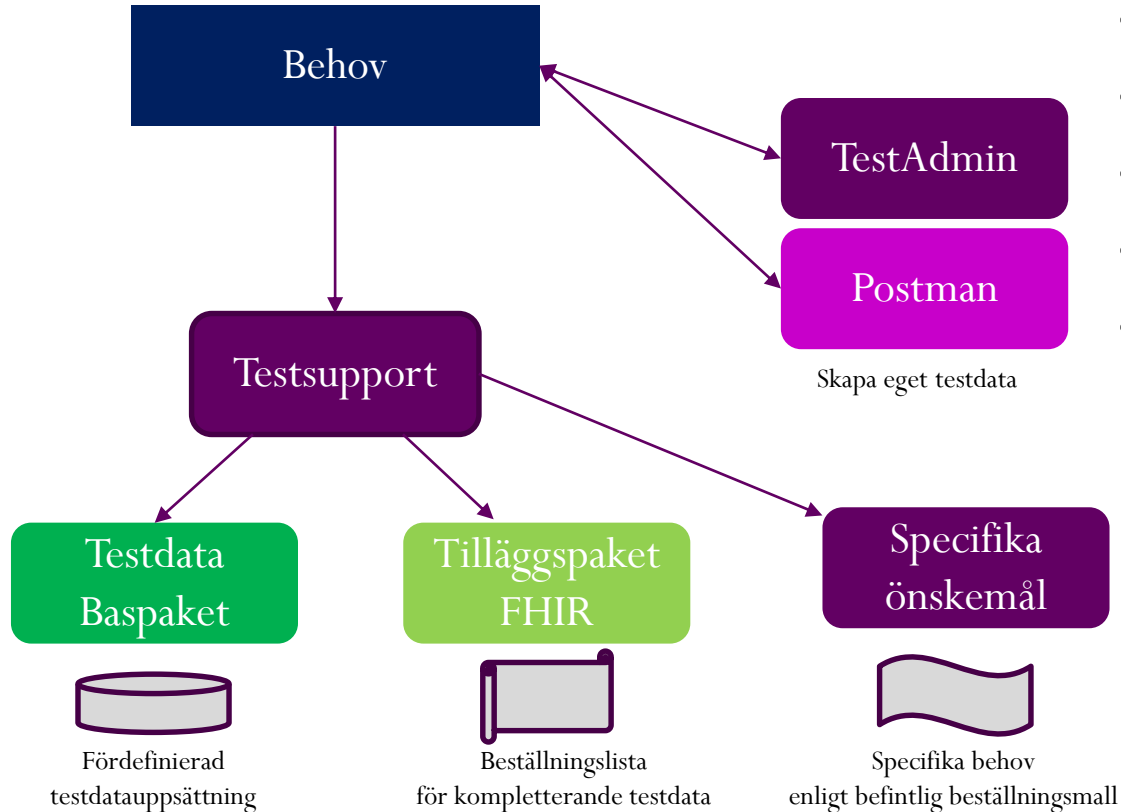 Behov
TestAdmin
Postman
Skapa eget testdata
Testsupport
Testdata
Baspaket
Tilläggspaket
FHIR
Specifika
önskemål
Fördefinierad
testdatauppsättning
Beställningslista
för kompletterande testdata
Specifika behov
enligt befintlig beställningsmall